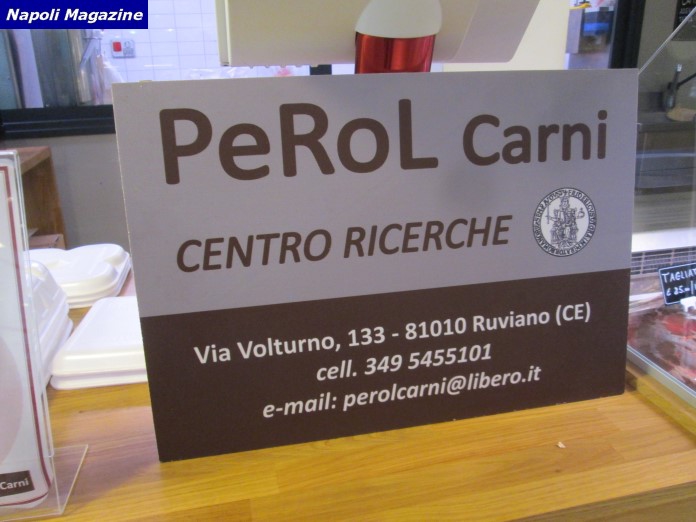 Napoli Magazine
PeRoL Carni
CENTRO RICERCHE
Via Volturno, 133 - 81010 Ruviano (CE)
cell. 349 5455101
e-mail: perolcarni@libero.it
Carni